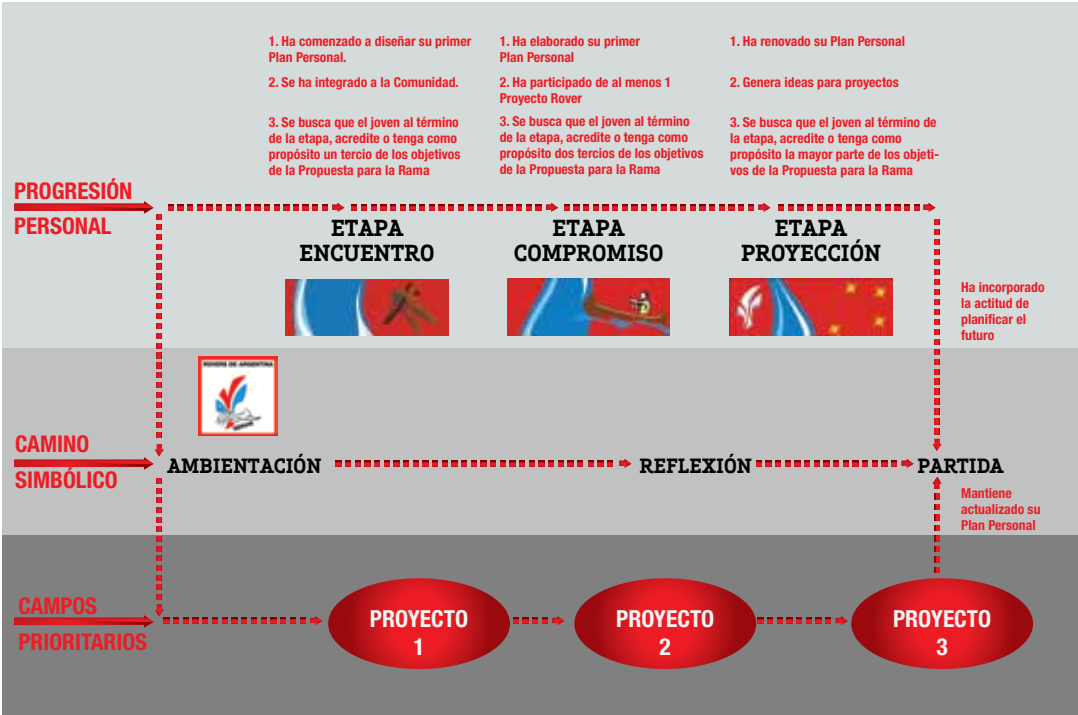 1. Ha comenzado a diseñar su primer
Plan Personal.
2. Se ha integrado a la Comunidad.
3. Se busca que el joven al término
de la etapa, acredite o tenga como
propósito un tercio de los objetivos
de la Propuesta para la Rama
1. Ha elaborado su primer
Plan Personal
2. Ha participado de al menos 1
Proyecto Rover
3. Se busca que el joven al término
de la etapa, acredite o tenga como
propósito dos tercios de los objetivos
de la Propuesta para la Rama
1. Ha renovado su Plan Personal
2. Genera ideas para proyectos
3. Se busca que el joven al término de
la etapa, acredite o tenga como
propósito la mayor parte de los objeti-
vos de la Propuesta para la Rama
PROGRESIÓN
PERSONAL
ETAPA
ENCUENTRO
ETAPA
COMPROMISO
ETAPA
PROYECCIÓN
Ha incorporado
la actitud de
planificar el
futuro
ROVERS DE ARGENTINA
CAMINO
SIMBÓLICO
AMBIENTACIÓN
REFLEXIÓN
PARTIDA
Mantiene
actualizado su
Plan Personal
CAMPOS
PRIORITARIOS
PROYECTO
1
PROYECTO
2
PROYECTO
3